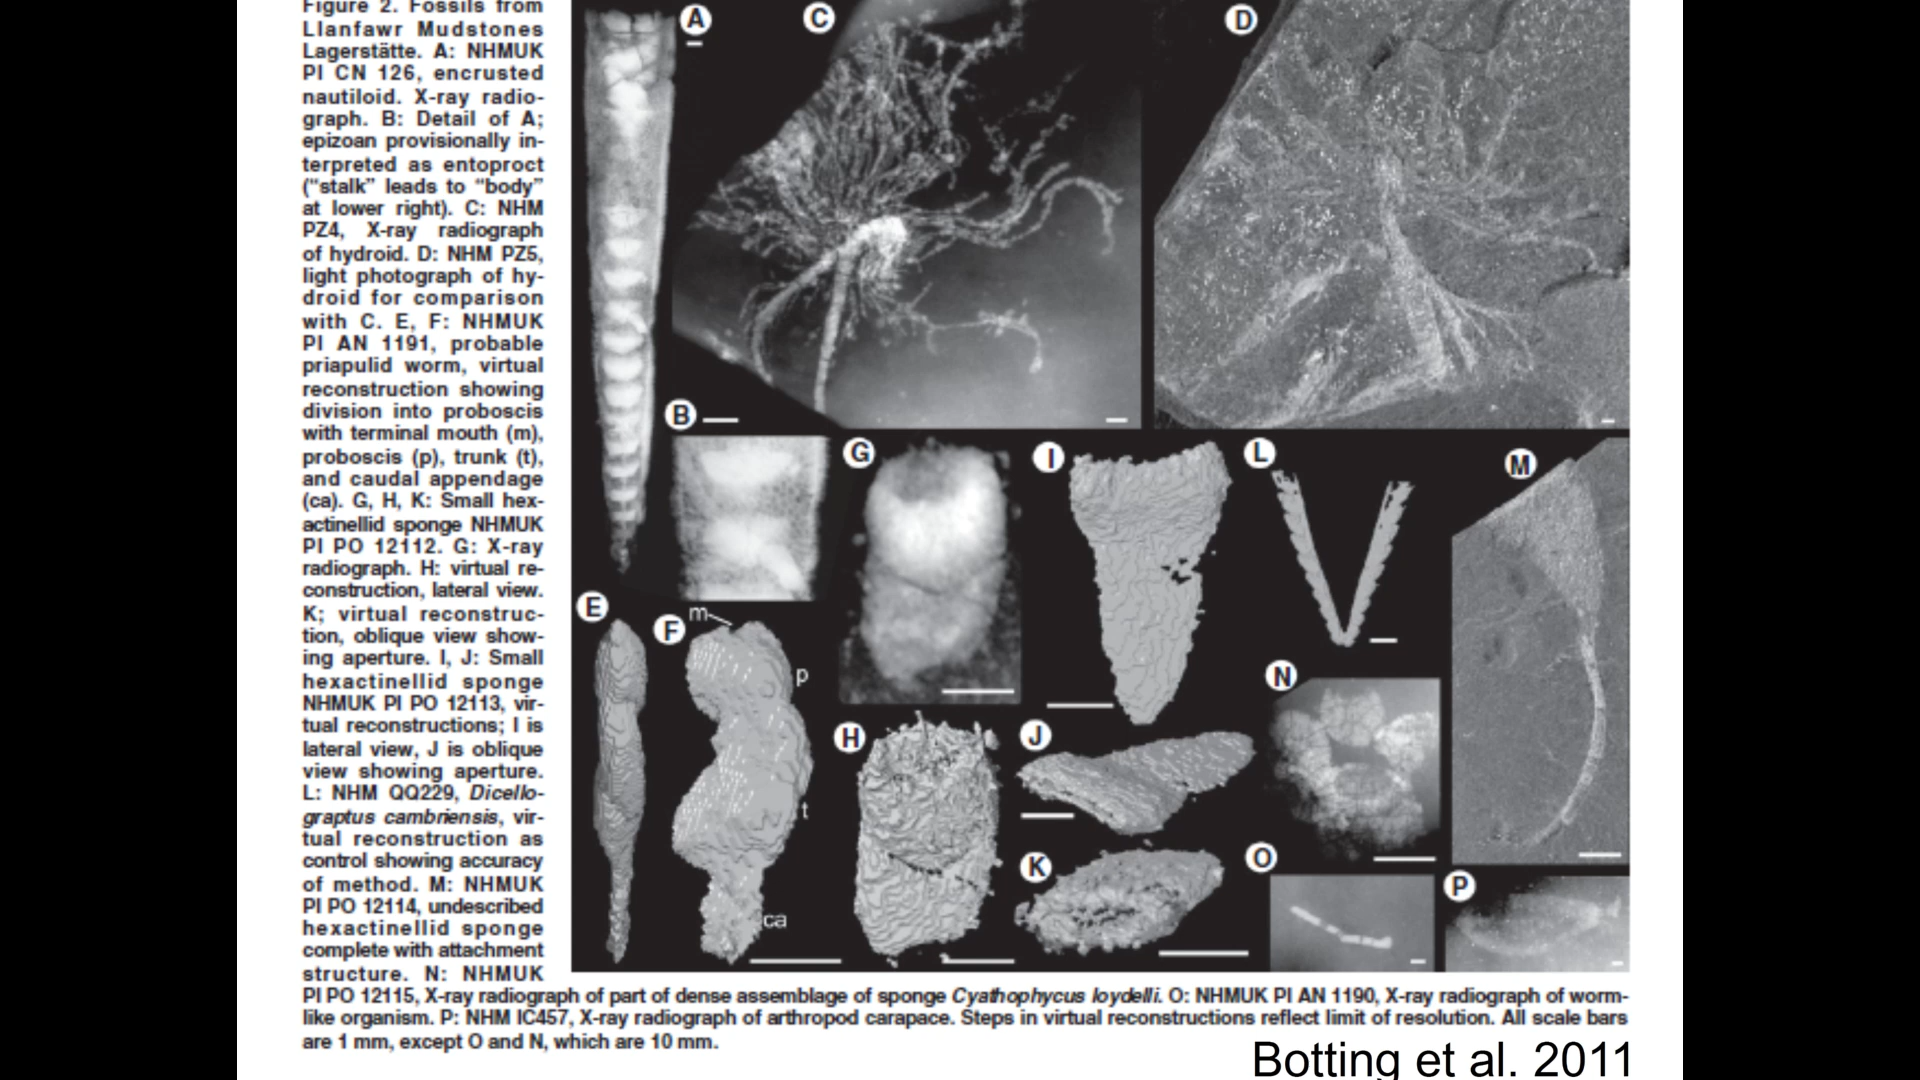 Figure 2. Fossils from
Llanfawr Mudstones
Lagerstätte. A: NHMUK
PI CN 126, encrusted
nautiloid. X-ray radio-
graph. B: Detail of A;
epizoan provisionally in-
terpreted as entoproct
(“stalk” leads to “body”
at lower right). C: NHM
PZ4, X-ray radiograph
of hydroid. D: NHM PZ5,
light photograph of hy-
droid for comparison
with C. E, F: NHMUK
PI AN 1191, probable
priapulid worm, virtual
reconstruction showing
division into proboscis
with terminal mouth (m),
proboscis (p), trunk (t),
and caudal appendage
(ca). G, H, K: Small hex-
actinellid sponge NHMUK
PI PO 12112. G: X-ray
radiograph. H: virtual re-
construction, lateral view.
K; virtual reconstruc-
tion, oblique view show-
ing aperture. I, J: Small
hexactinellid sponge
NHMUK PI PO 12113, vir-
tual reconstructions; I is
lateral view, J is oblique
view showing aperture.
L: NHM QQ229, Dicello-
graptus cambriensis, vir-
tual reconstruction as
control showing accuracy
of method. M: NHMUK
PI PO 12114, undescribed
hexactinellid sponge
complete with attachment
structure. N: NHMUK
PI PO 12115, X-ray radiograph of part of dense assemblage of sponge Cyathophycus loydelli. O: NHMUK PI AN 1190, X-ray radiograph of worm-
like organism. P: NHM IC457, X-ray radiograph of arthropod carapace. Steps in virtual reconstructions reflect limit of resolution. All scale bars
are 1 mm, except O and N, which are 10 mm.
A
C
D
B
G
I
L
M
E
F
m
p
N
H
J
t
K
O
P
ca
Botting et al. 2011